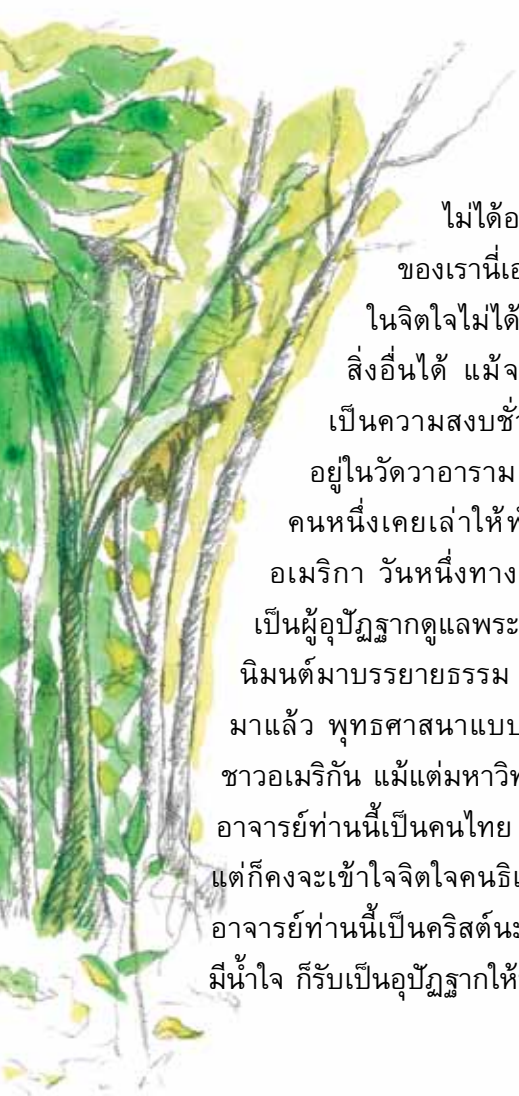 ไม่ได้อ
ของเรานี่เอ
ในจิตใจไม่ได้
สิ่งอื่นได้ แม้จ
เป็นความสงบชั่
อยู่ในวัดวาอาราม
คนหนึ่งเคยเล่าให้ฟั
อเมริกา วันหนึ่งทาง
เป็นผู้อุปัฏฐากดูแลพระ
นิมนต์มาบรรยายธรรม
มาแล้ว พุทธศาสนาแบบ
ชาวอเมริกัน แม้แต่มหาวิท
อาจารย์ท่านนี้เป็นคนไทย
แต่ก็คงจะเข้าใจจิตใจคนธิเ
อาจารย์ท่านนี้เป็นคริสต์นะ
มีน้ำใจ ก็รับเป็นอุปัฏฐากให้